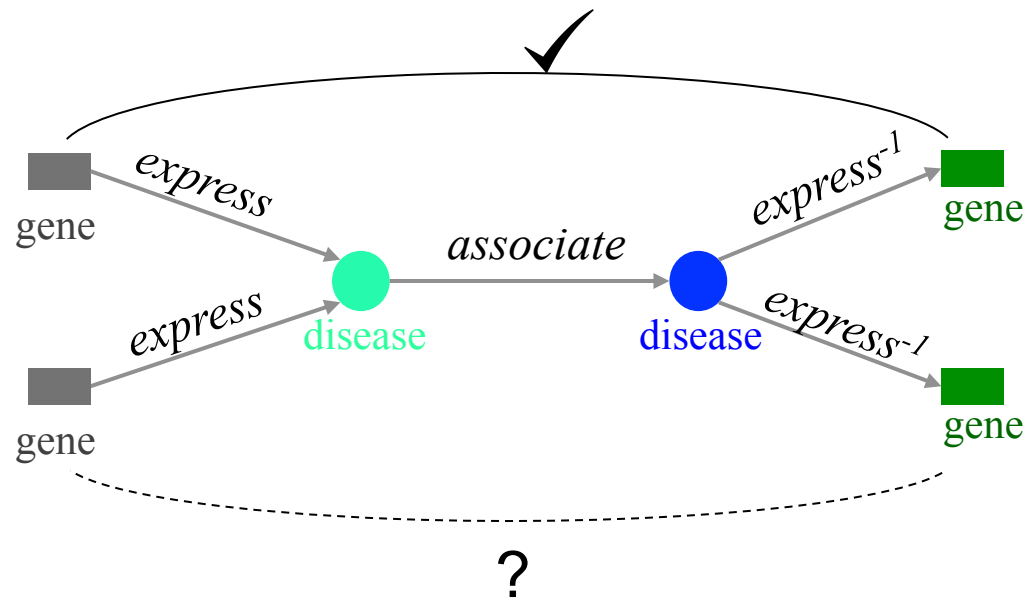 express
express⁻¹
gene
gene
associate
express
disease
disease
express⁻¹
gene
gene
?